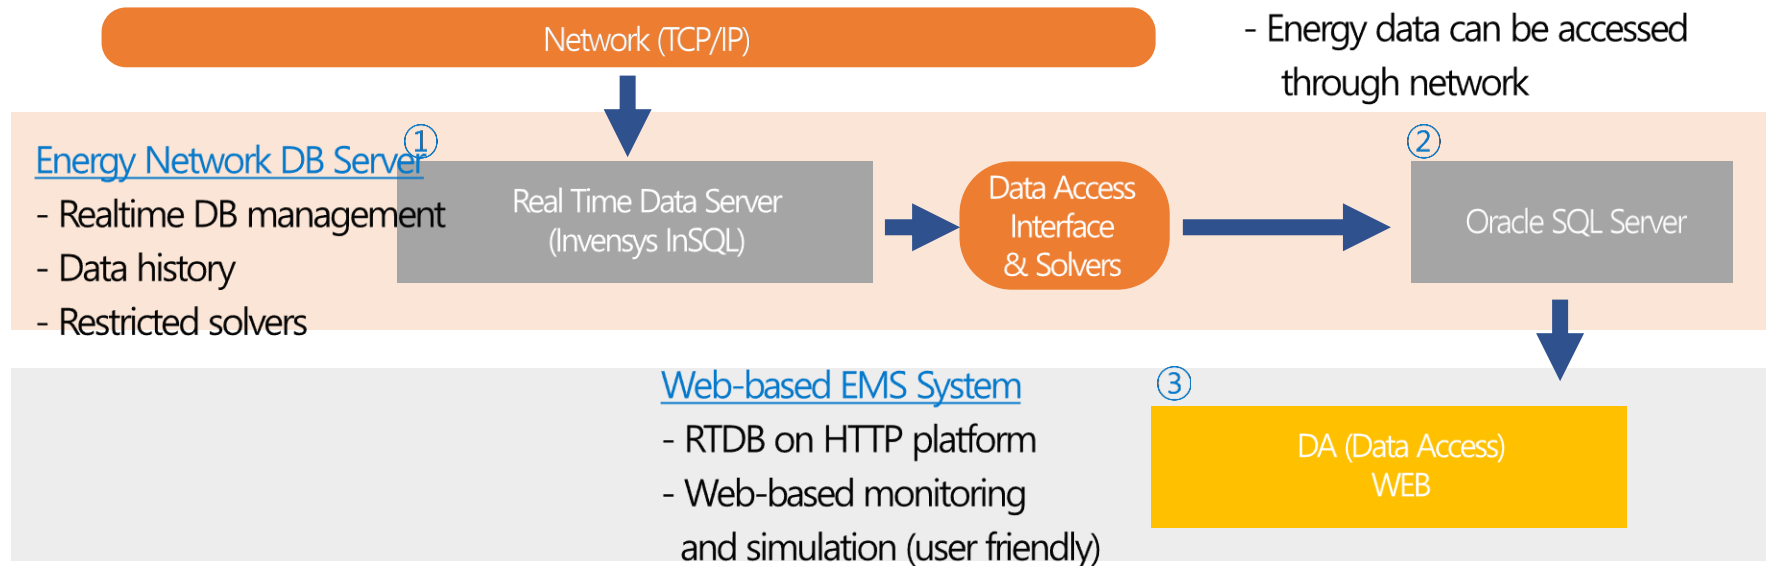 Network (TCP/IP)
- Energy data can be accessed
through network
Energy Network DB Server
- Realtime DB management
- Data history
- Restricted solvers
①
Real Time Data Server
(Invensys InSQL)
Data Access
Interface
& Solvers
②
Oracle SQL Server
Web-based EMS System
- RTDB on HTTP platform
- Web-based monitoring
and simulation (user friendly)
③
DA (Data Access)
WEB